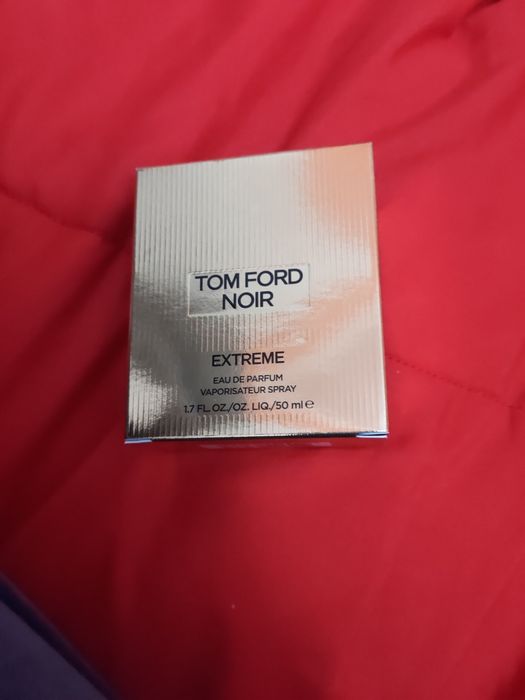 TOM FORD
NOIR
EXTREME
EAU DE PARFUM
VAPORISATEUR SPRAY
1.7 FL.OZ./OZ. LIQ./50 ml ℮